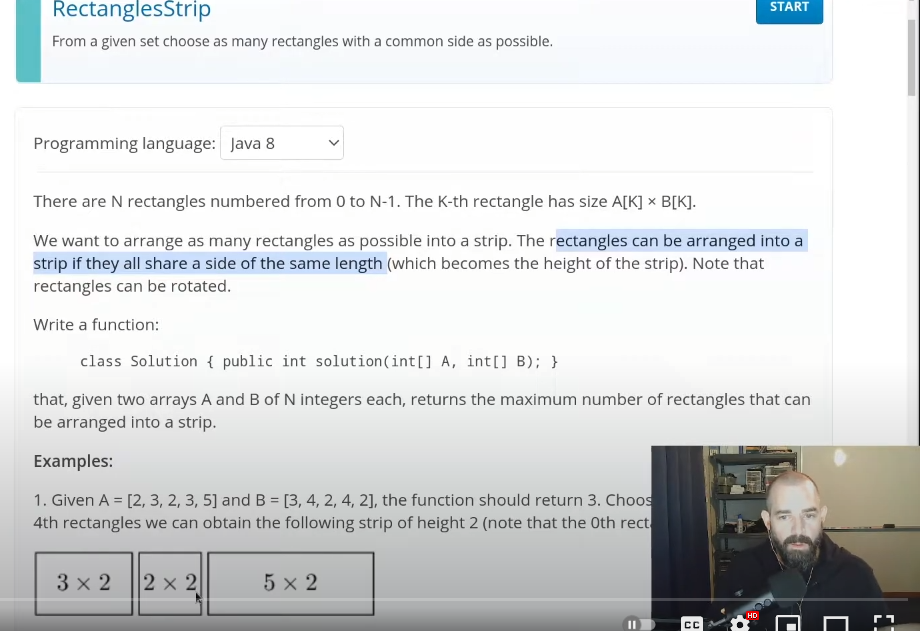 RectanglesStrip
START
From a given set choose as many rectangles with a common side as possible.
Programming language: Java 8
There are N rectangles numbered from 0 to N-1. The K-th rectangle has size A[K] × B[K].
We want to arrange as many rectangles as possible into a strip. The rectangles can be arranged into a
strip if they all share a side of the same length (which becomes the height of the strip). Note that
rectangles can be rotated.
Write a function:
class Solution { public int solution(int[] A, int[] B); }
that, given two arrays A and B of N integers each, returns the maximum number of rectangles that can
be arranged into a strip.
Examples:
1. Given A = [2, 3, 2, 3, 5] and B = [3, 4, 2, 4, 2], the function should return 3. Choos
4th rectangles we can obtain the following strip of height 2 (note that the 0th rect
3 × 2 2 × 2 5 × 2
CC HD